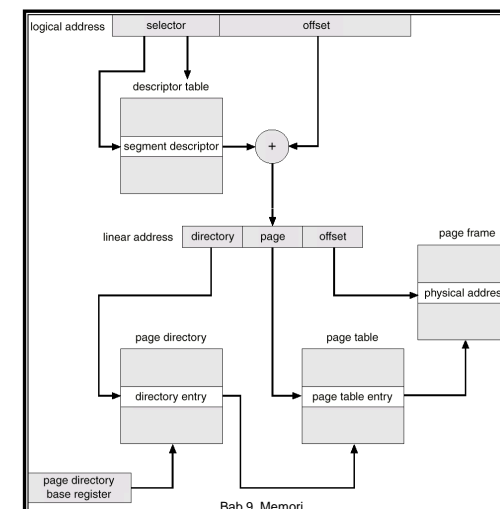 logical address selector offset
descriptor table
segment descriptor +
linear address directory page offset
page frame
physical addres
page directory page table
directory entry page table entry
page directory
base register
Bab 9. Memori